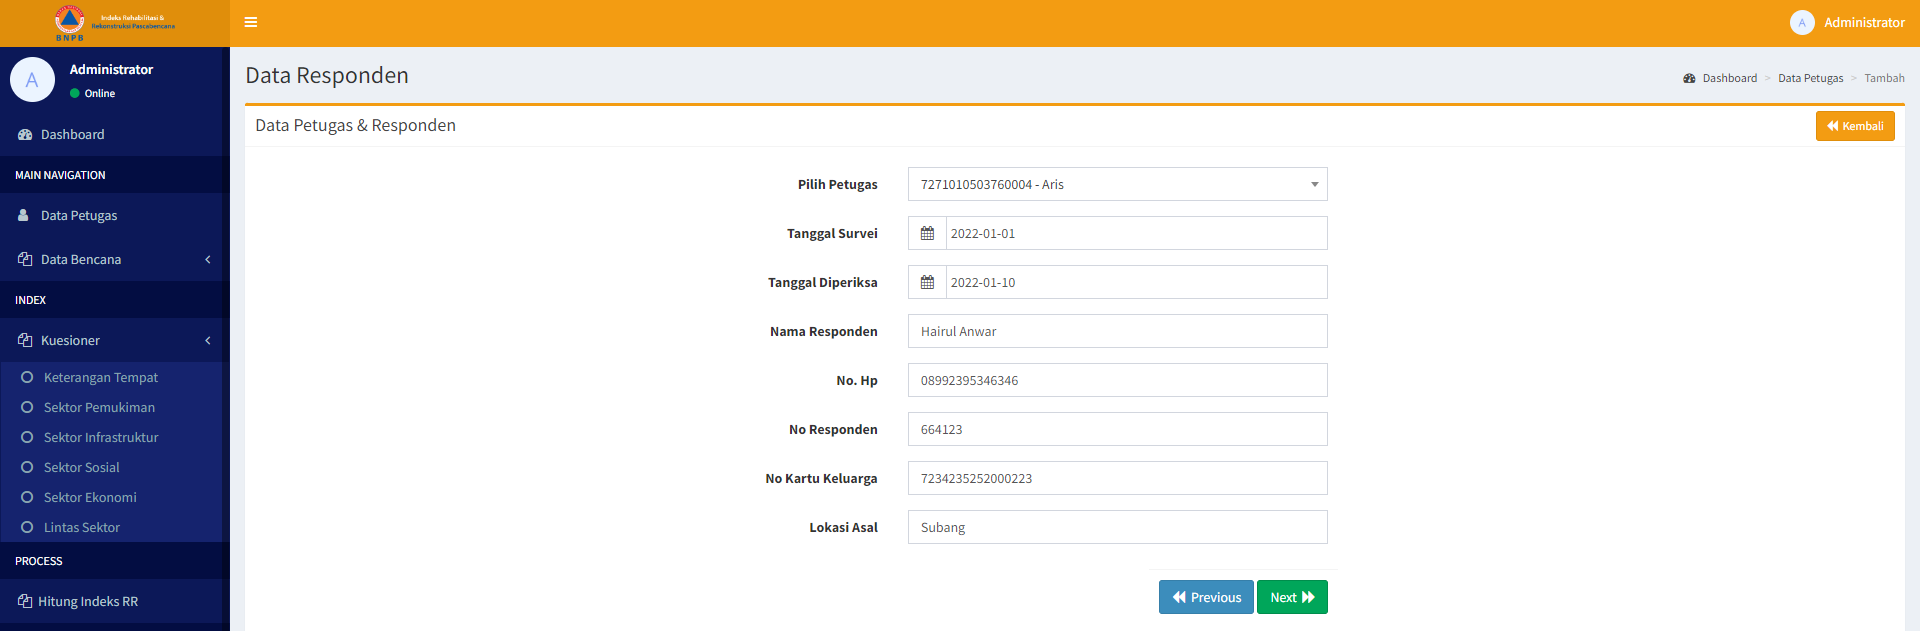 Indeks Rehabilitasi &
Rekonstruksi Pascabencana
BNPB
A Administrator
A
Administrator
Online
Dashboard
MAIN NAVIGATION
Data Petugas
Data Bencana
INDEX
Kuesioner
Keterangan Tempat
Sektor Pemukiman
Sektor Infrastruktur
Sektor Sosial
Sektor Ekonomi
Lintas Sektor
PROCESS
Hitung Indeks RR
Data Responden
Dashboard > Data Petugas > Tambah
Data Petugas & Responden
Kembali
Pilih Petugas 7271010503760004 - Aris
Tanggal Survei 2022-01-01
Tanggal Diperiksa 2022-01-10
Nama Responden Hairul Anwar
No. Hp 08992395346346
No Responden 664123
No Kartu Keluarga 7234235252000223
Lokasi Asal Subang
Previous Next